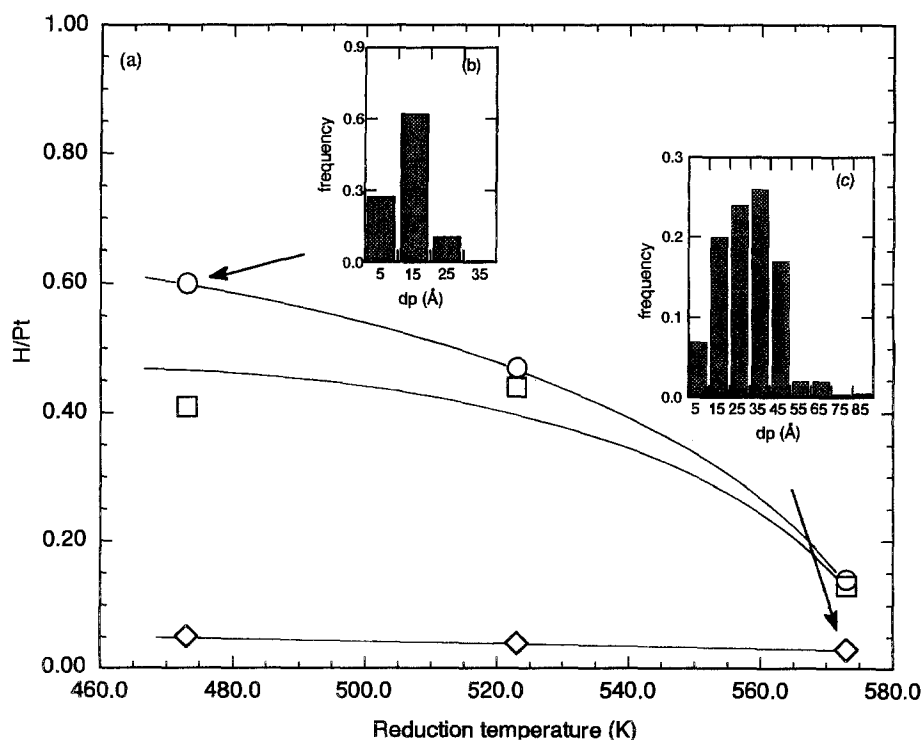 1.00
0.80
0.60
0.40
0.20
0.00
H/Pt
(a)
460.0 480.0 500.0 520.0 540.0 560.0 580.0
Reduction temperature (K)
(b)
0.9
0.6
0.3
0.0
frequency
5 15 25 35
dp (Å)
(c)
0.3
0.2
0.1
0.0
frequency
5 15 25 35 45 55 65 75 85
dp (Å)